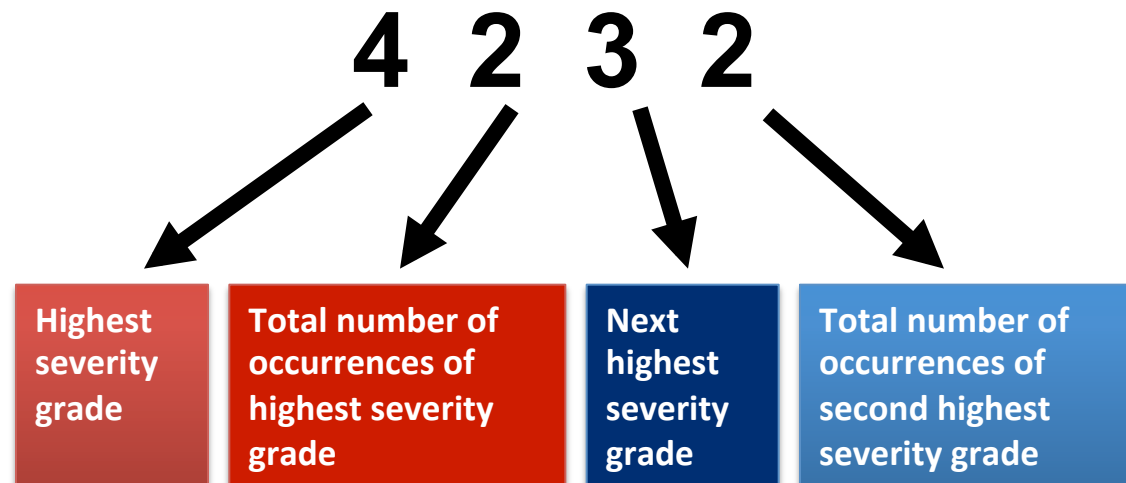 4 2 3 2
Highest
severity
grade
Total number of
occurrences of
highest severity
grade
Next
highest
severity
grade
Total number of
occurrences of
second highest
severity grade